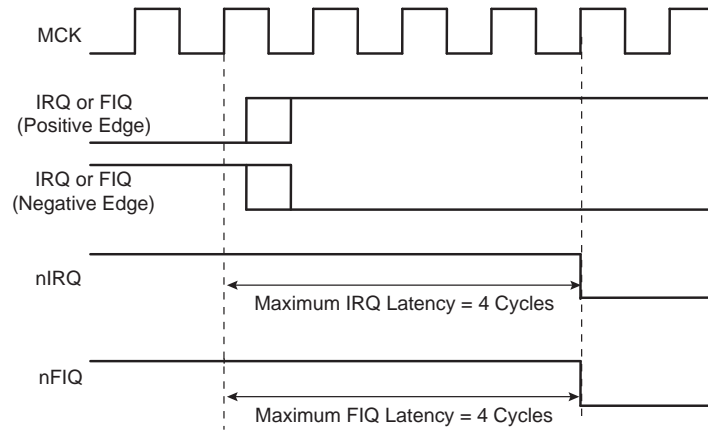 MCK
IRQ or FIQ
(Positive Edge)
IRQ or FIQ
(Negative Edge)
nIRQ
Maximum IRQ Latency = 4 Cycles
nFIQ
Maximum FIQ Latency = 4 Cycles